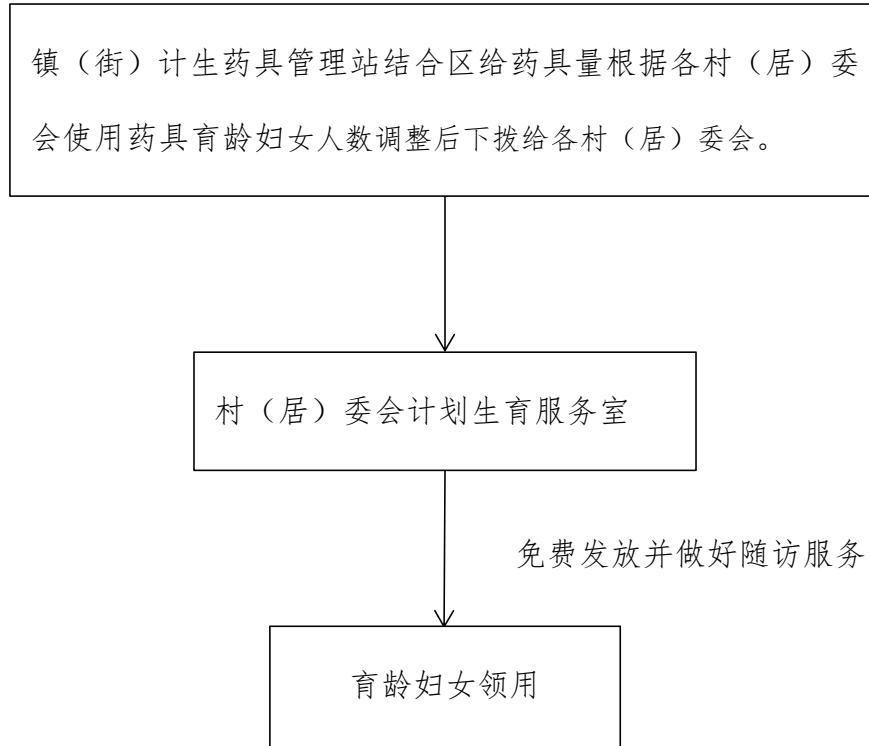 镇（街）计生药具管理站结合区给药具量根据各村（居）委
会使用药具育龄妇女人数调整后下拨给各村（居）委会。
村（居）委会计划生育服务室
免费发放并做好随访服务
育龄妇女领用